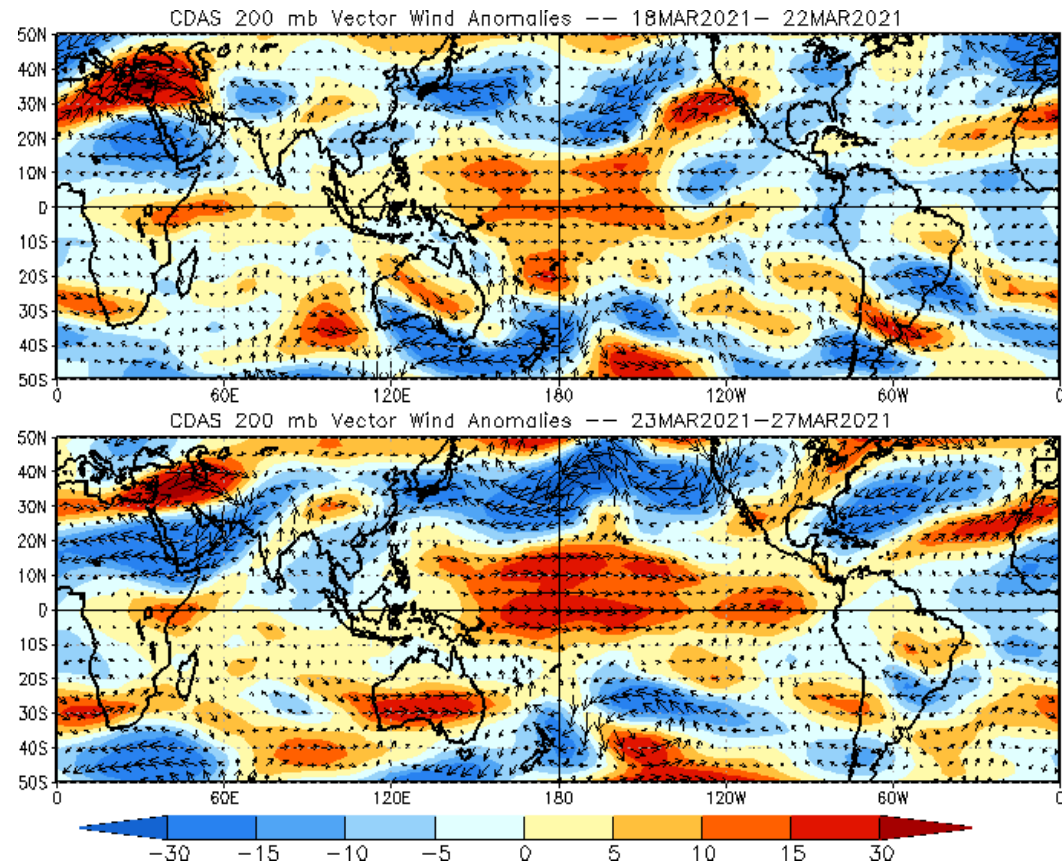 CDAS 200 mb Vector Wind Anomalies -- 18MAR2021- 22MAR2021
50N
40N
30N
20N
10N
0
10S
20S
30S
40S
50S
0 60E 120E 180 120W 60W 0
CDAS 200 mb Vector Wind Anomalies -- 23MAR2021-27MAR2021
50N
40N
30N
20N
10N
0
10S
20S
30S
40S
50S
0 60E 120E 180 120W 60W 0
-30 -15 -10 -5 0 5 10 15 30